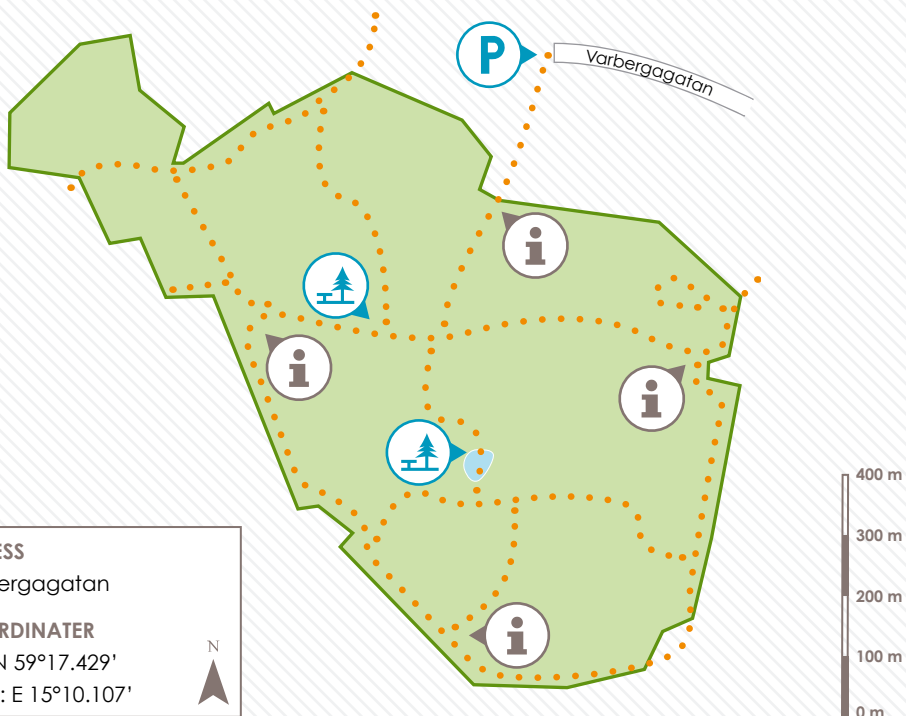 P
Varbergagatan
i
i
i
i
400 m
300 m
200 m
100 m
0 m
ESS
ergagatan
RDINATER
N 59°17.429’
: E 15°10.107’
N